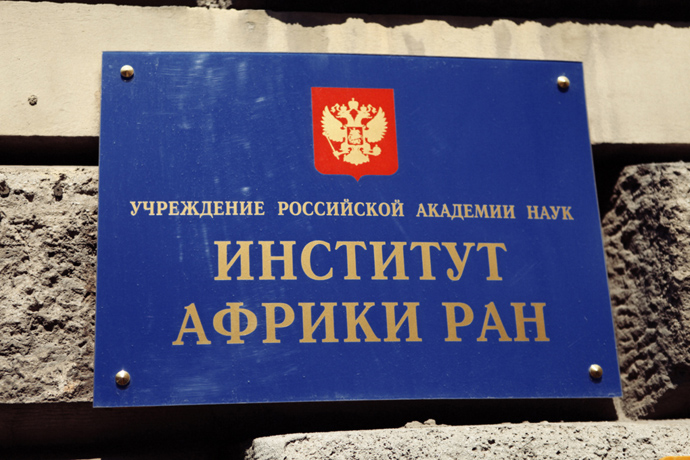 УЧРЕЖДЕНИЕ РОССИЙСКОЙ АКАДЕМИИ НАУК
ИНСТИТУТ
АФРИКИ РАН